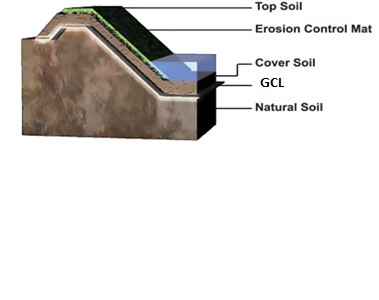 Top Soil
Erosion Control Mat
Cover Soil
GCL
Natural Soil